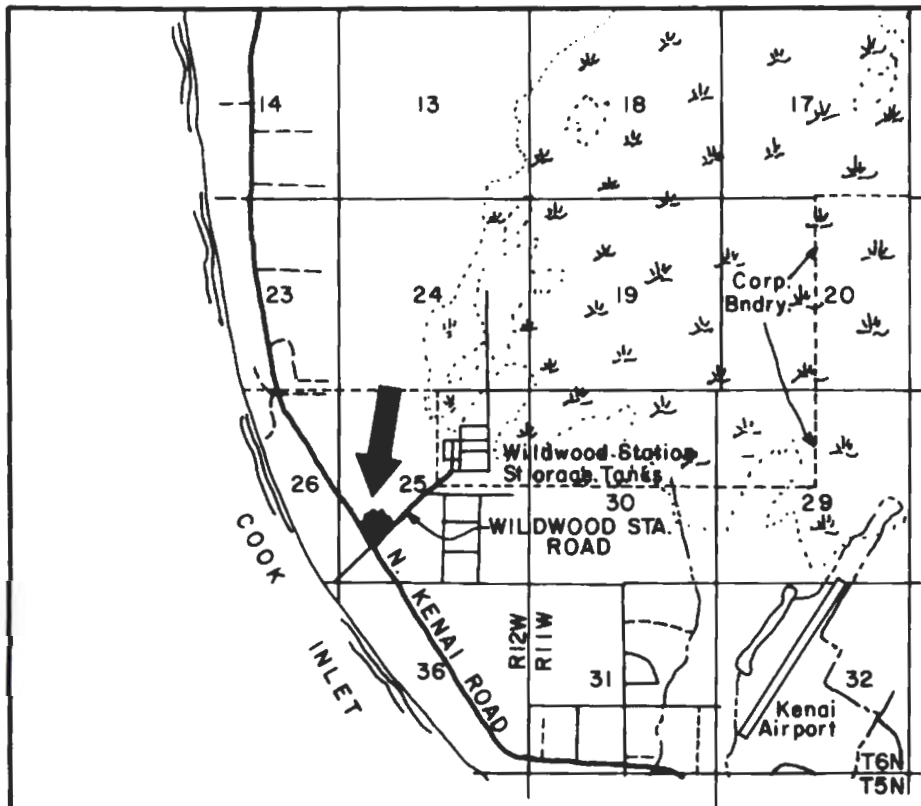 14
13
18
17
23
24
19
Corp.
Bndry.
20
26
25
Wildwood Station
Storage Tanks
30
29
WILDWOOD STA.
ROAD
COOK
INLET
N. KENAI ROAD
36
R12W
R11W
31
32
Kenai
Airport
T6N
T5N